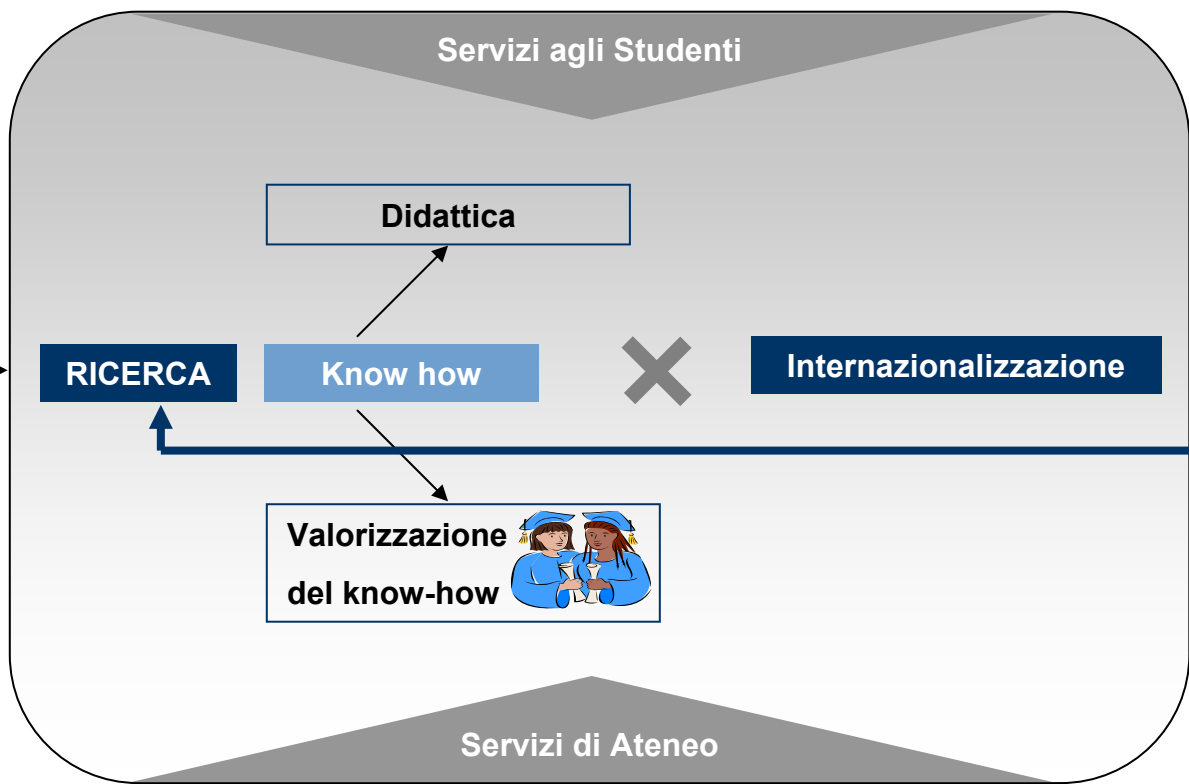 Servizi agli Studenti
Didattica
RICERCA
Know how
Internazionalizzazione
Valorizzazione
del know-how
Servizi di Ateneo